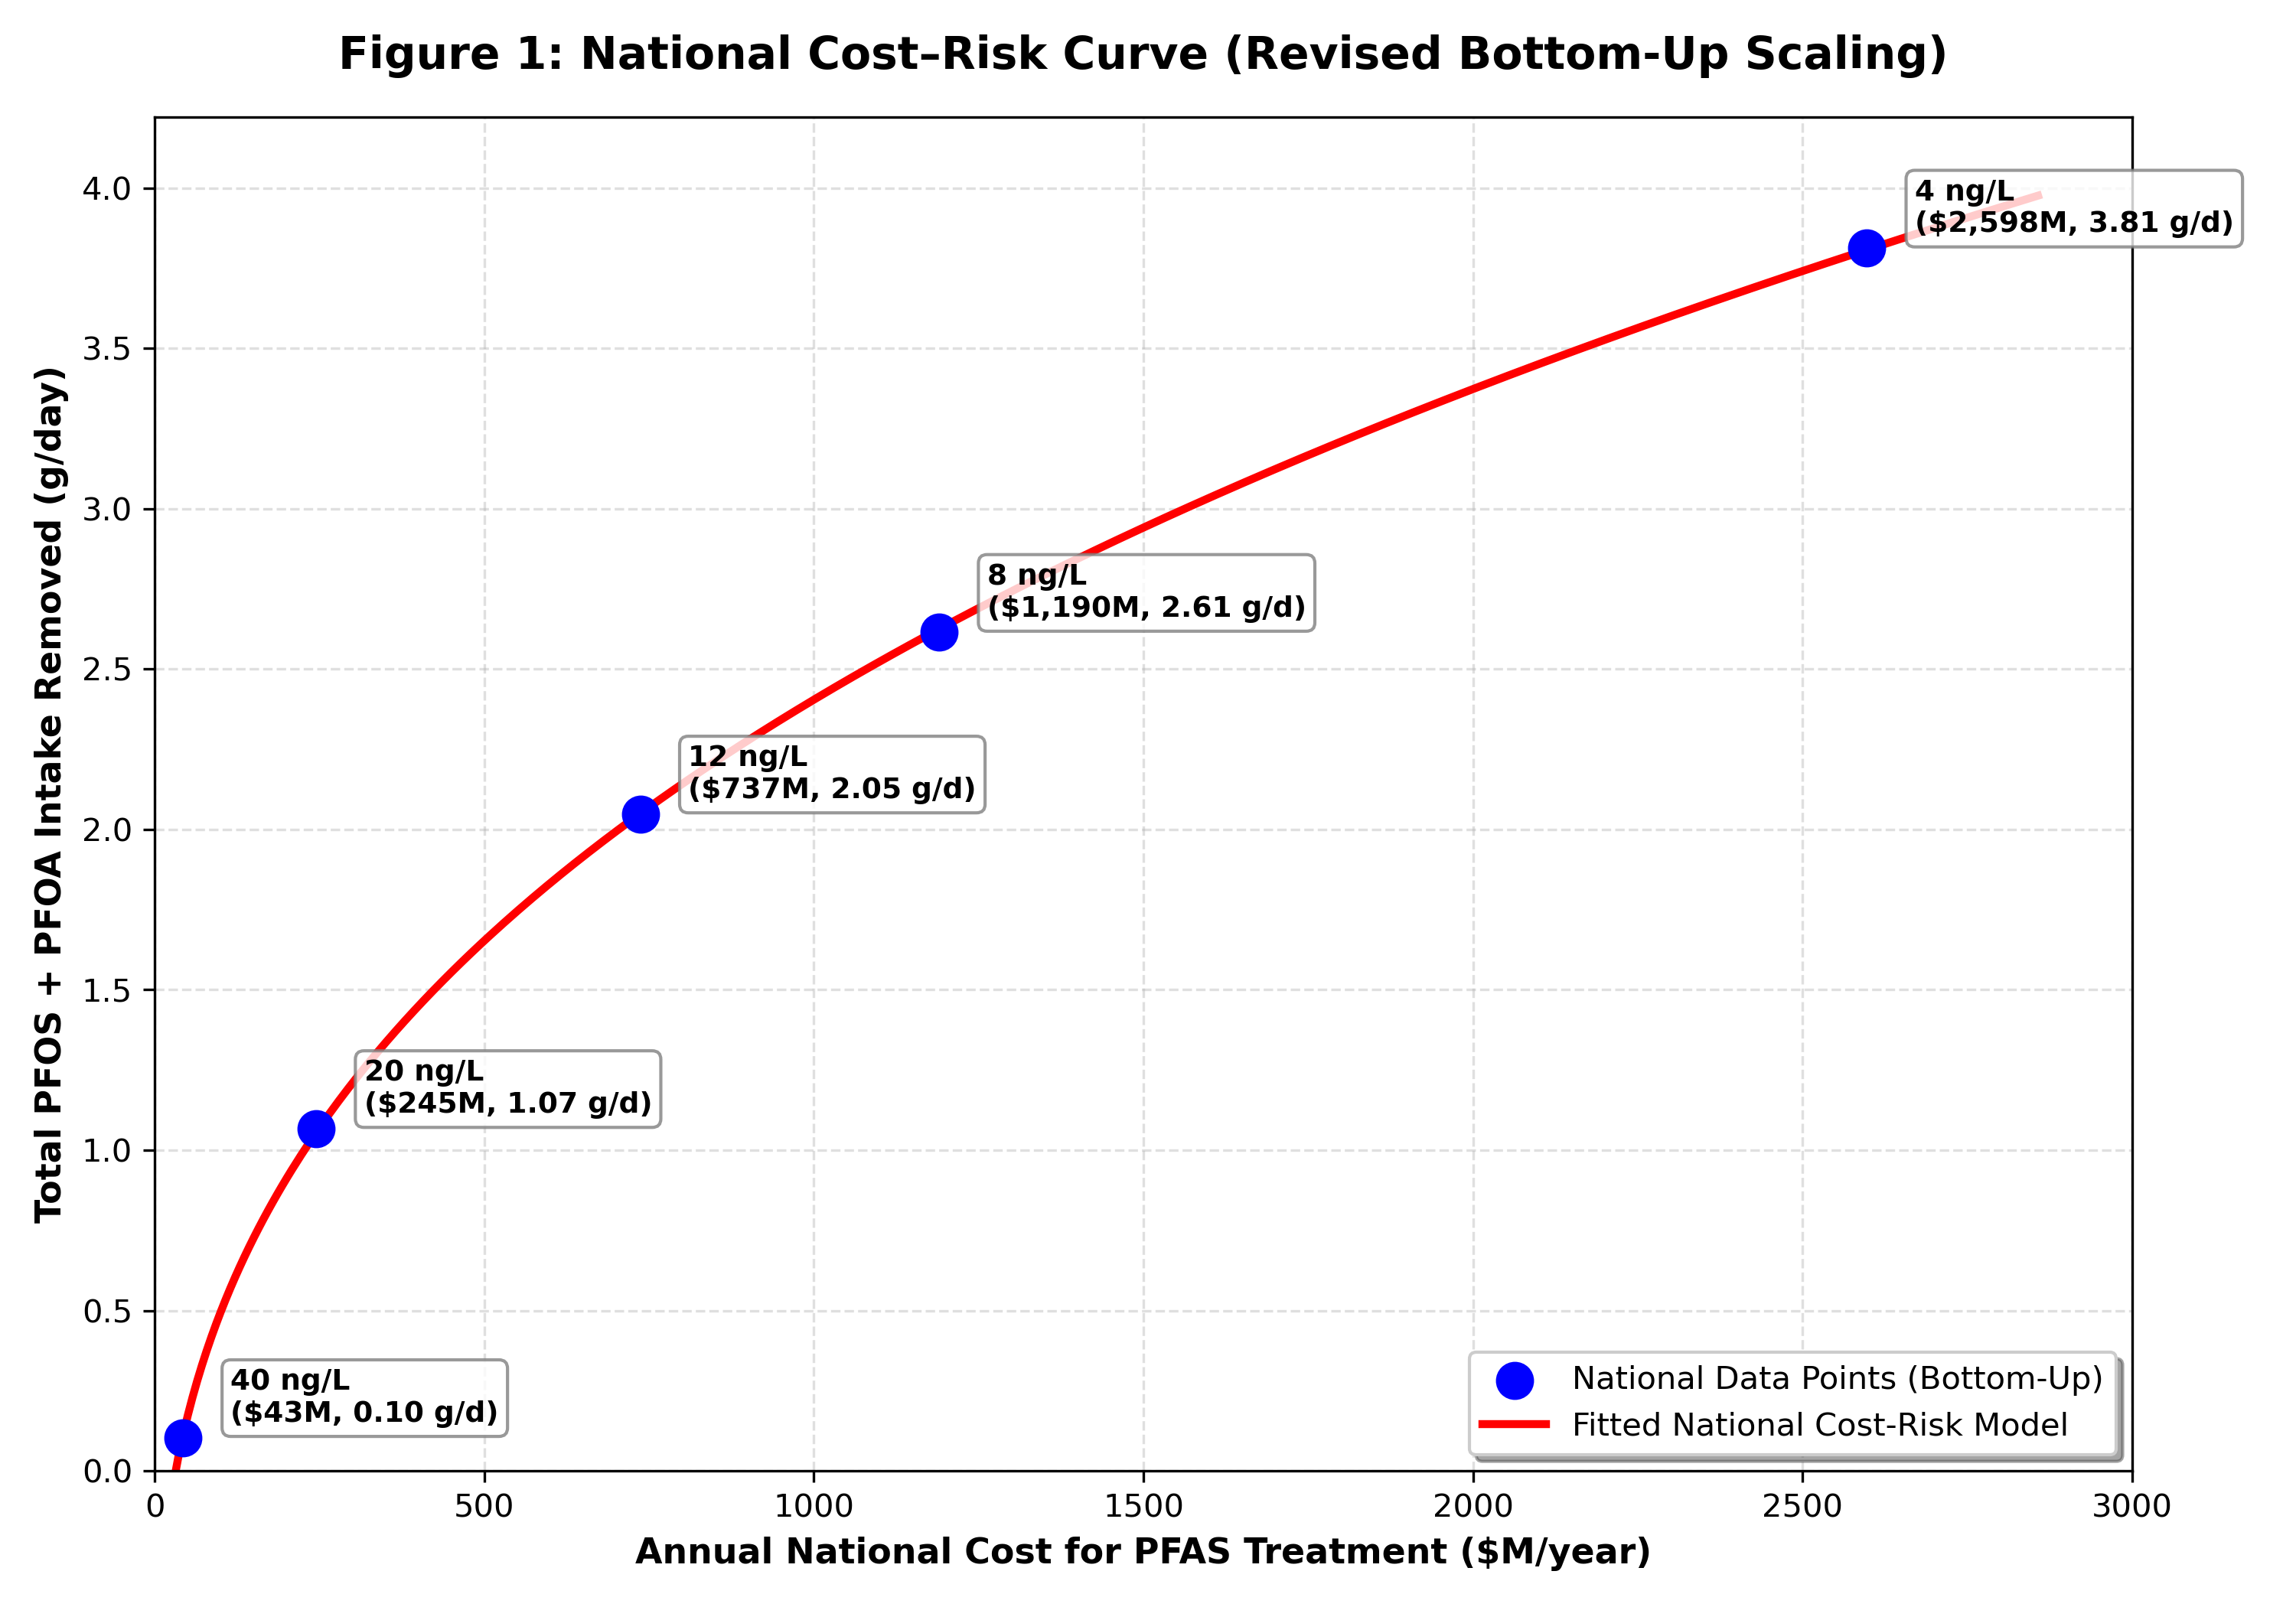 Figure 1: National Cost–Risk Curve (Revised Bottom-Up Scaling)
Total PFOS + PFOA Intake Removed (g/day)
4.0
3.5
3.0
2.5
2.0
1.5
1.0
0.5
0.0
4 ng/L
($2,598M, 3.81 g/d)
8 ng/L
($1,190M, 2.61 g/d)
12 ng/L
($737M, 2.05 g/d)
20 ng/L
($245M, 1.07 g/d)
40 ng/L
($43M, 0.10 g/d)
National Data Points (Bottom-Up)
Fitted National Cost-Risk Model
0 500 1000 1500 2000 2500 3000
Annual National Cost for PFAS Treatment ($M/year)